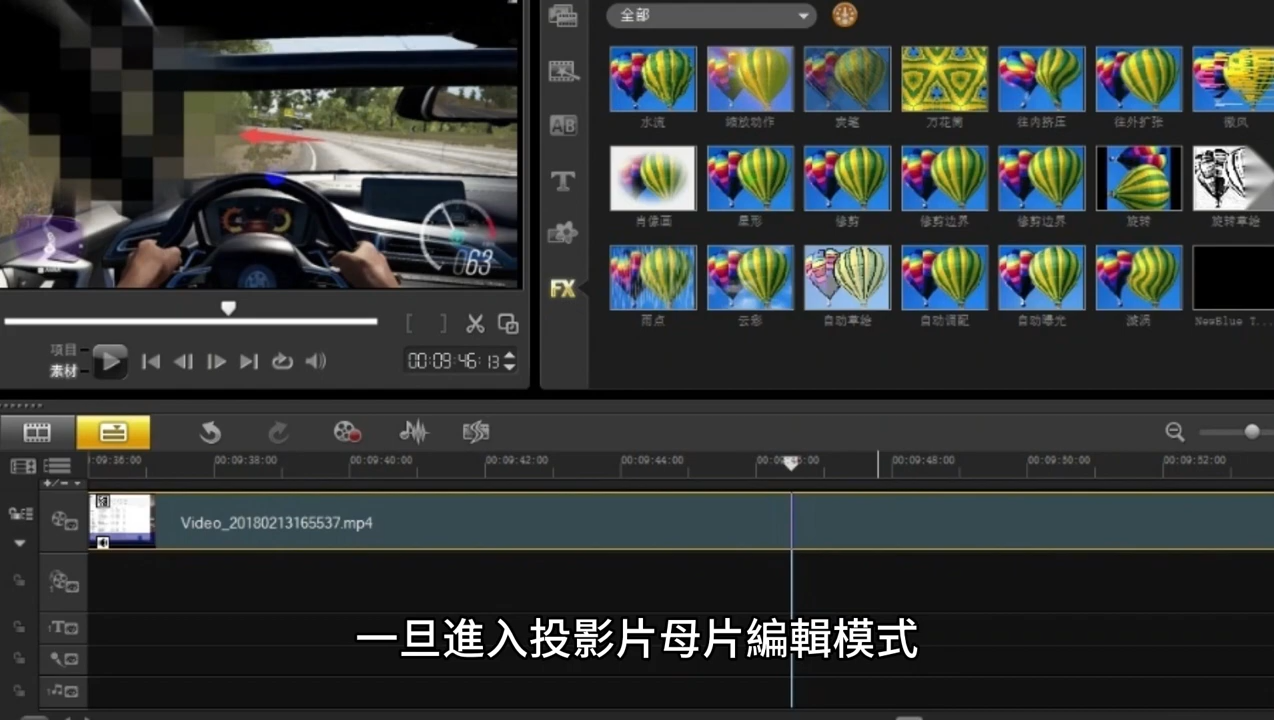 全部
063
水流
缩放动作
炭笔
万花筒
往内挤压
往外扩张
微风
肖像画
星形
修剪
修剪边界
修剪边界
旋转
旋转草绘
雨点
云彩
自动草绘
自动调配
自动曝光
漩涡
NewBlue T...
AB
T
FX
项目
素材
00:09:46:13
00:09:38:00
00:09:40:00
00:09:42:00
00:09:44:00
00:09:48:00
00:09:50:00
00:09:52:00
Video_20180213165537.mp4
一旦進入投影片母片編輯模式